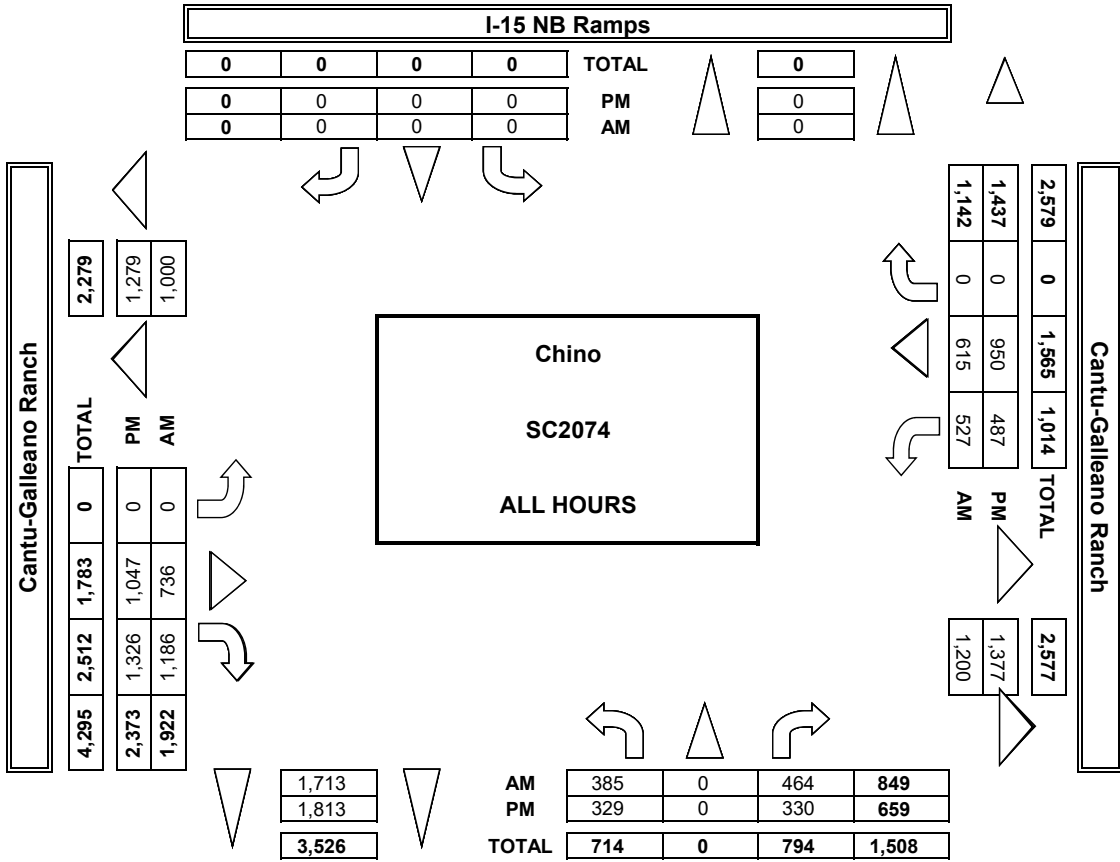 I-15 NB Ramps
0 0 0 0 TOTAL 0
0 0 0 0 PM 0
0 0 0 0 AM 0
Cantu-Galleano Ranch
2,279
1,279
1,000
TOTAL
PM
AM
0 1,783 2,512 4,295
0 1,047 1,326 2,373
0 736 1,186 1,922
Chino
SC2074
ALL HOURS
2,579 0 1,565 1,014 TOTAL
1,437 0 950 487 PM
1,142 0 615 527 AM
2,577
1,377
1,200
Cantu-Galleano Ranch
1,713 AM 385 0 464 849
1,813 PM 329 0 330 659
3,526 TOTAL 714 0 794 1,508